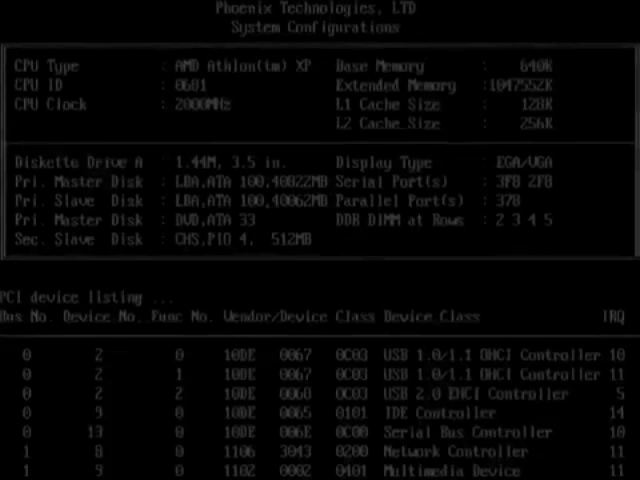 Phoenix Technologies, LTD
System Configurations
CPU Type : AMD Athlon(tm) XP Base Memory : 640K
CPU ID : 0681 Extended Memory :1047552K
CPU Clock : 2000MHz L1 Cache Size : 128K
L2 Cache Size : 256K
Diskette Drive A : 1.44M, 3.5 in. Display Type : EGA/VGA
Pri. Master Disk : LBA,ATA 100,40822MB Serial Port(s) : 3F8 2F8
Pri. Slave Disk : LBA,ATA 100,40062MB Parallel Port(s) : 378
Pri. Master Disk : DVD,ATA 33 DDR DIMM at Rows : 2 3 4 5
Sec. Slave Disk : CHS,PIO 4, 512MB
PCI device listing ...
Bus No. Device No. Func No. Vendor/Device Class Device Class IRQ
0 2 0 10DE 0067 0C03 USB 1.0/1.1 OHCI Controller 10
0 2 1 10DE 0067 0C03 USB 1.0/1.1 OHCI Controller 11
0 2 2 10DE 0068 0C03 USB 2.0 EHCI Controller 5
0 9 0 10DE 0065 0101 IDE Controller 14
0 13 0 10DE 006E 0C00 Serial Bus Controller 10
1 8 0 1106 3043 0200 Network Controller 11
1 9 0 1102 0002 0401 Multimedia Device 11